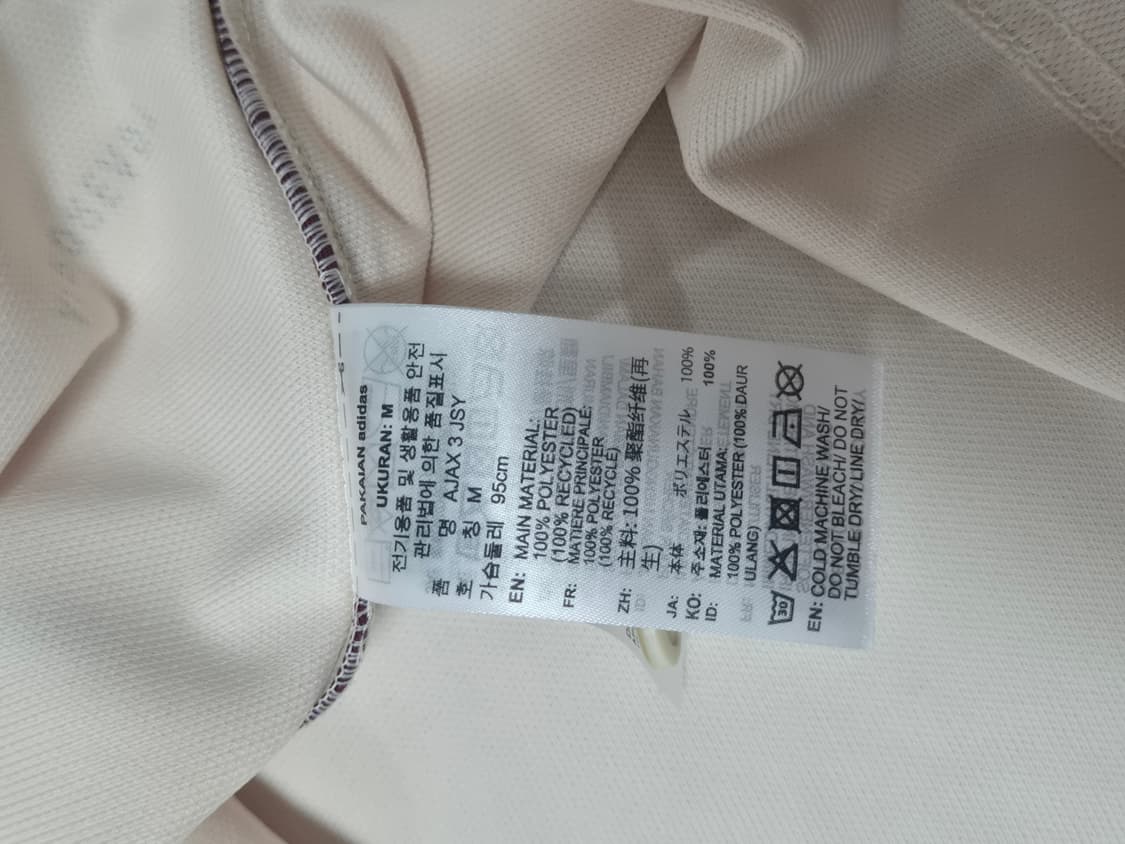 PAKAIAN adidas
UKURAN: M
전기용품 및 생활용품 안전
관리법에 의한 품질표시
품 명 AJAX 3 JSY
호 칭 M
가슴둘레 95cm
EN: MAIN MATERIAL:
100% POLYESTER
(100% RECYCLED)
FR: MATIÈRE PRINCIPALE:
100% POLYESTER
(100% RECYCLÉ)
ZH: 主料: 100% 聚酯纤维(再
生)
JA: 本体 ポリエステル 100%
KO: 주소재: 폴리에스터 100%
ID: MATERIAL UTAMA:
100% POLYESTER (100% DAUR
ULANG)
30
EN: COLD MACHINE WASH/
DO NOT BLEACH/ DO NOT
TUMBLE DRY/ LINE DRY/